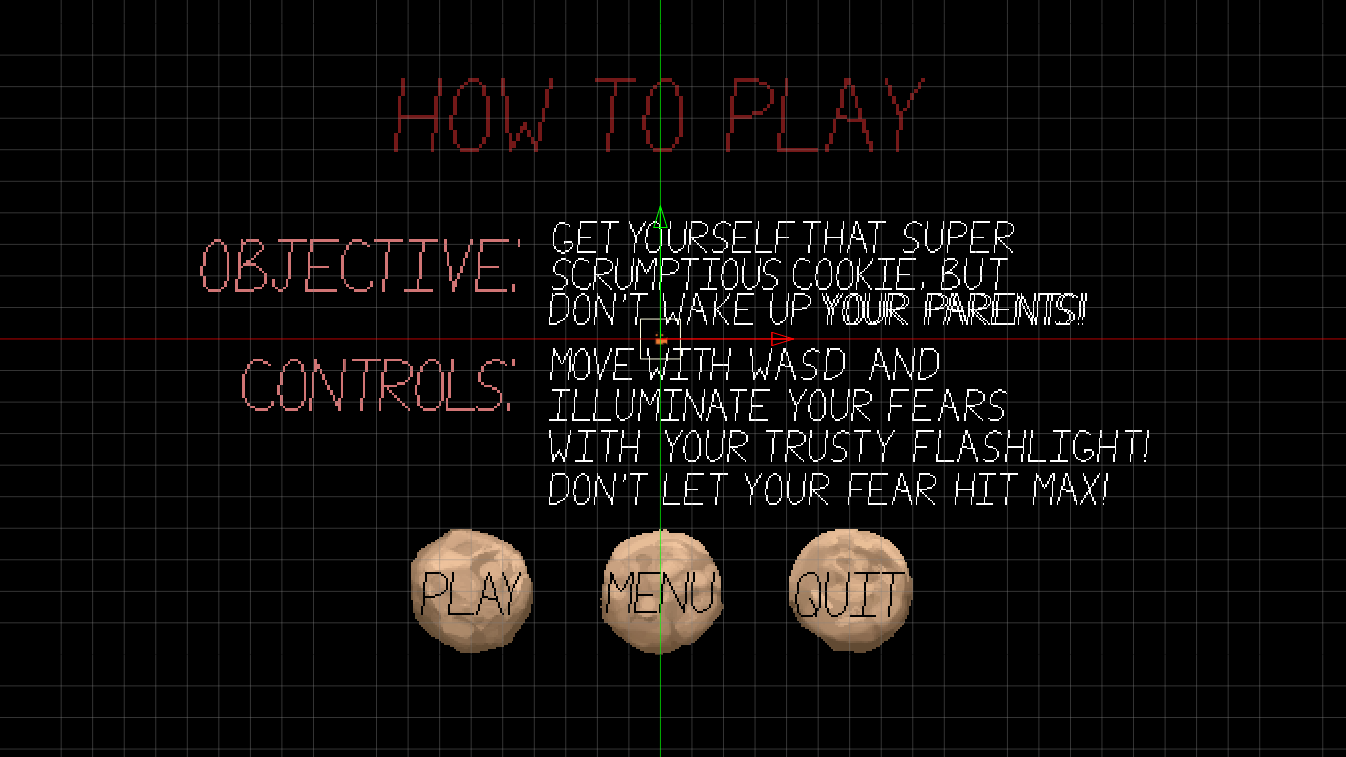 HOW TO PLAY
OBJECTIVE:
GET YOURSELF THAT SUPER
SCRUMPTIOUS COOKIE, BUT
DON'T WAKE UP YOUR PARENTS!
CONTROLS:
MOVE WITH WASD AND
ILLUMINATE YOUR FEARS
WITH YOUR TRUSTY FLASHLIGHT!
DON'T LET YOUR FEAR HIT MAX!
PLAY
MENU
QUIT